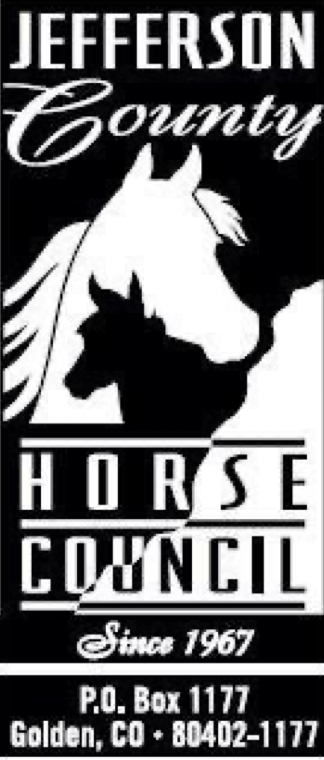 JEFFERSON
County
HORSE
COUNCIL
Since 1967
P.O. Box 1177
Golden, CO • 80402-1177